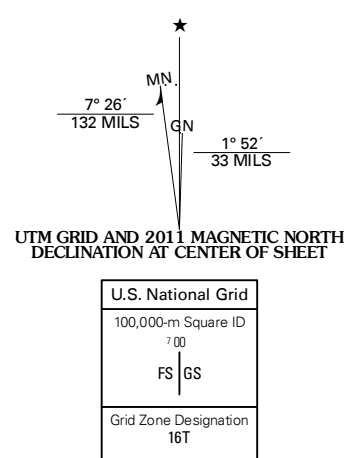 ★
M.N.
7° 26´
132 MILS
GN
1° 52´
33 MILS
UTM GRID AND 2011 MAGNETIC NORTH
DECLINATION AT CENTER OF SHEET
U.S. National Grid
100,000-m Square ID
7 00
FS GS
Grid Zone Designation
16T